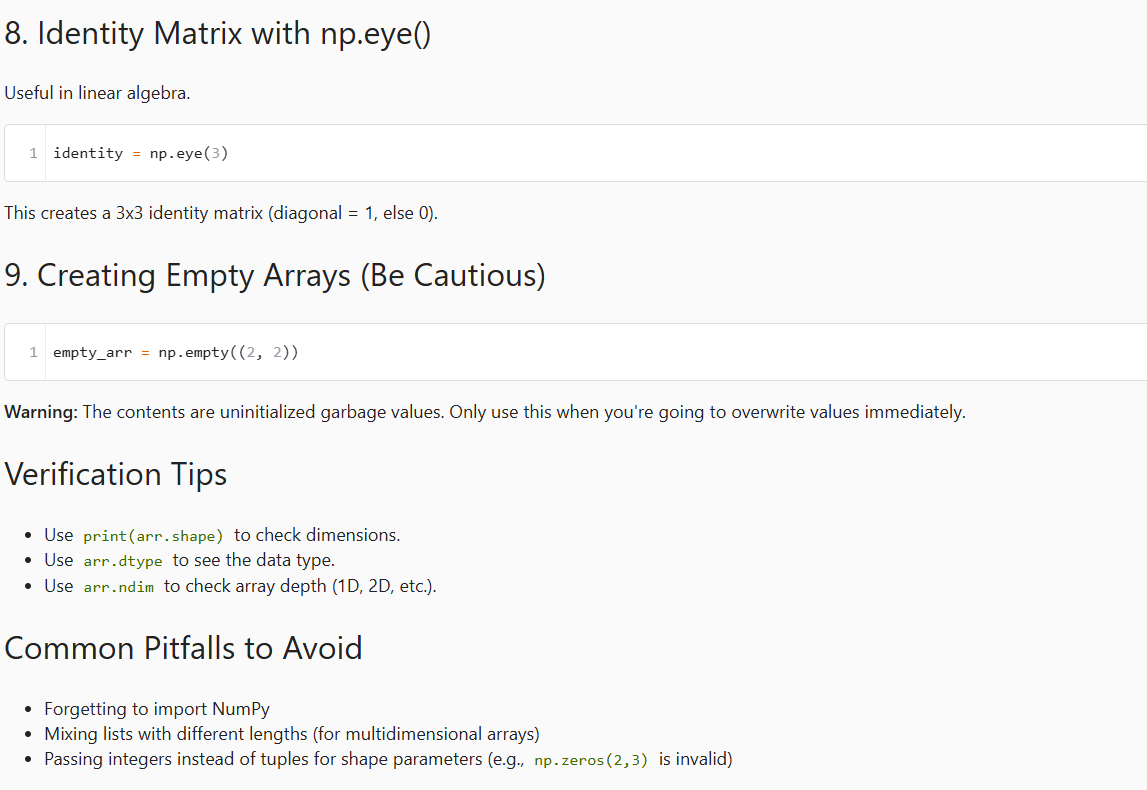 8. Identity Matrix with np.eye()
Useful in linear algebra.
1 identity = np.eye(3)
This creates a 3x3 identity matrix (diagonal = 1, else 0).
9. Creating Empty Arrays (Be Cautious)
1 empty_arr = np.empty((2, 2))
Warning: The contents are uninitialized garbage values. Only use this when you're going to overwrite values immediately.
Verification Tips
• Use print(arr.shape) to check dimensions.
• Use arr.dtype to see the data type.
• Use arr.ndim to check array depth (1D, 2D, etc.).
Common Pitfalls to Avoid
• Forgetting to import NumPy
• Mixing lists with different lengths (for multidimensional arrays)
• Passing integers instead of tuples for shape parameters (e.g., np.zeros(2,3) is invalid)